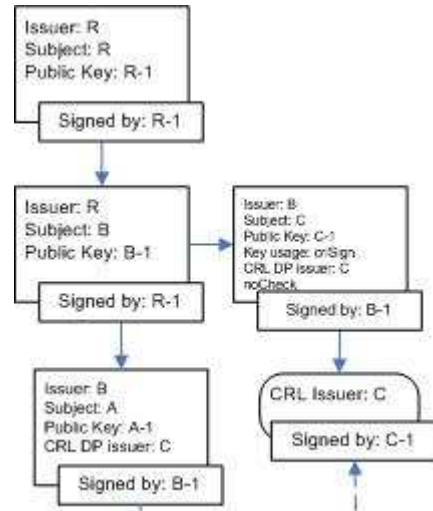 Issuer: R
Subject: R
Public Key: R-1
Signed by: R-1
Issuer: R
Subject: B
Public Key: B-1
Signed by: R-1
Issuer: B
Subject: C
Public Key: C-1
Key usage: crlSign
CRL DP issuer: C
noCheck
Signed by: B-1
Issuer: B
Subject: A
Public Key: A-1
CRL DP issuer: C
Signed by: B-1
CRL Issuer: C
Signed by: C-1